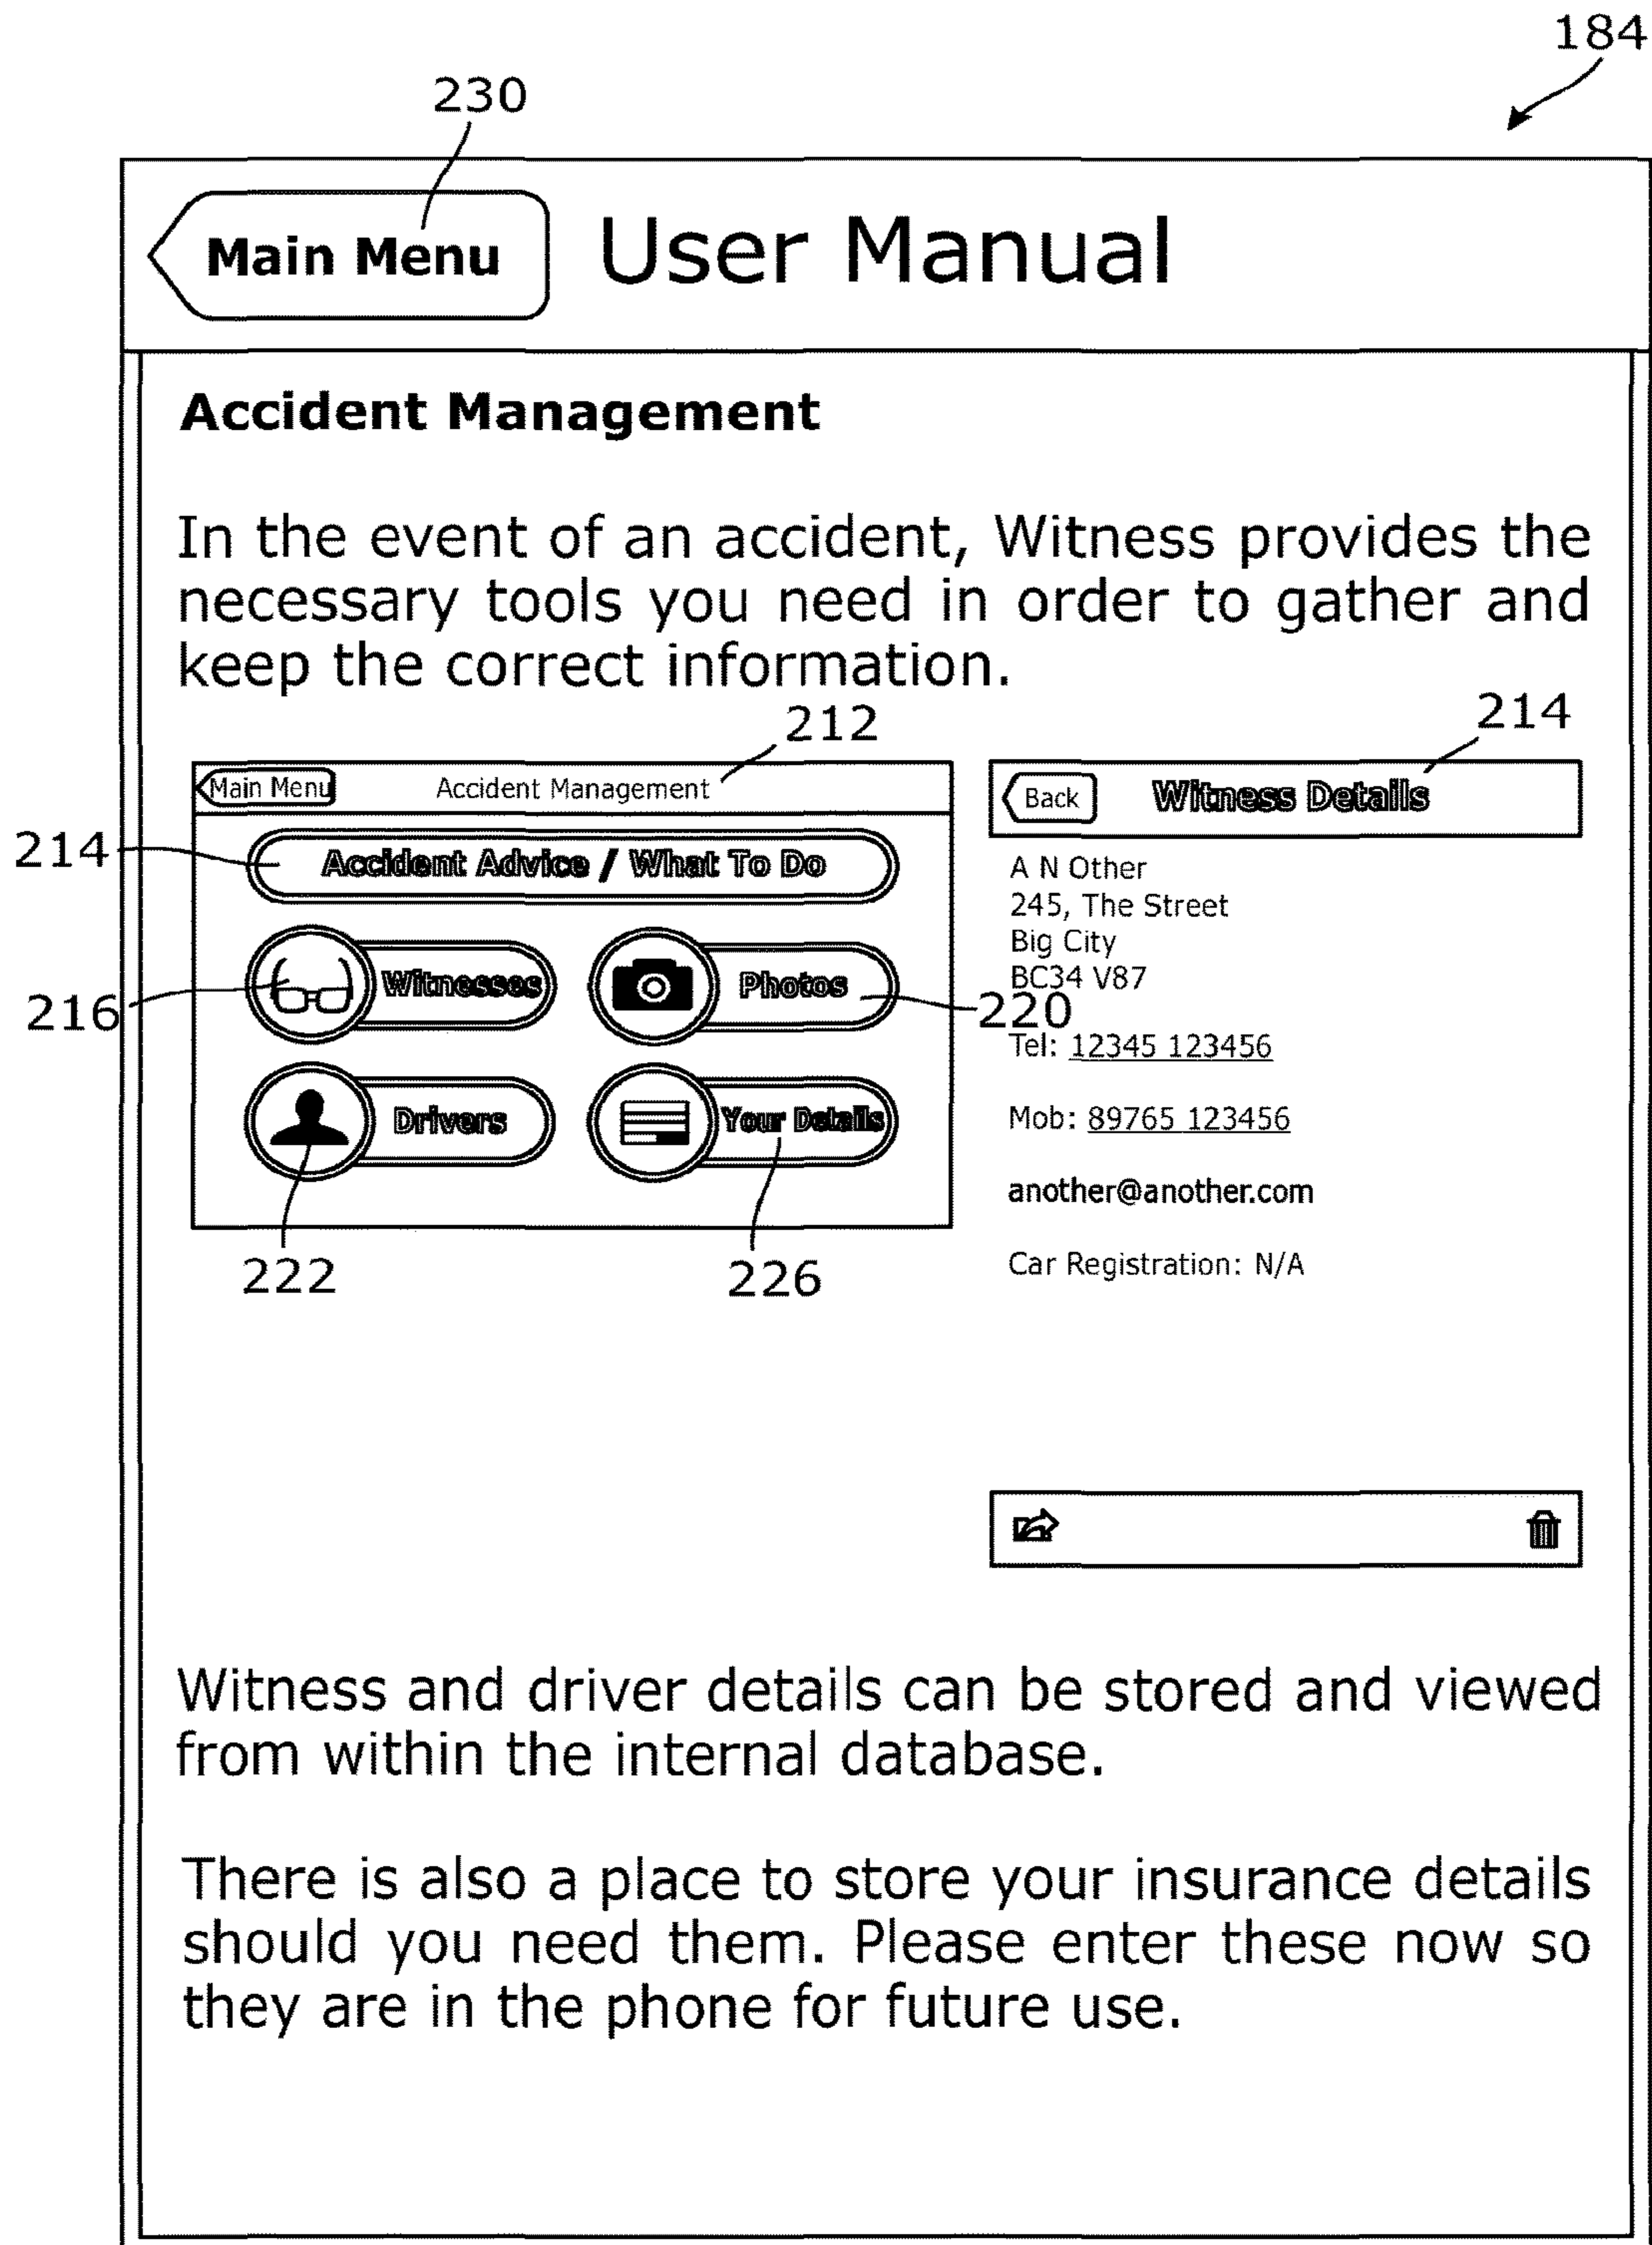 184
230
Main Menu
User Manual
Accident Management
In the event of an accident, Witness provides the
necessary tools you need in order to gather and
keep the correct information.
212
214
Main Menu
Accident Management
214
Accident Advice / What To Do
216
Witnesses
Photos
220
Drivers
Your Details
222
226
Back
Witness Details
A N Other
245, The Street
Big City
BC34 V87
Tel: 12345 123456
Mob: 89765 123456
another@another.com
Car Registration: N/A
Witness and driver details can be stored and viewed
from within the internal database.
There is also a place to store your insurance details
should you need them. Please enter these now so
they are in the phone for future use.